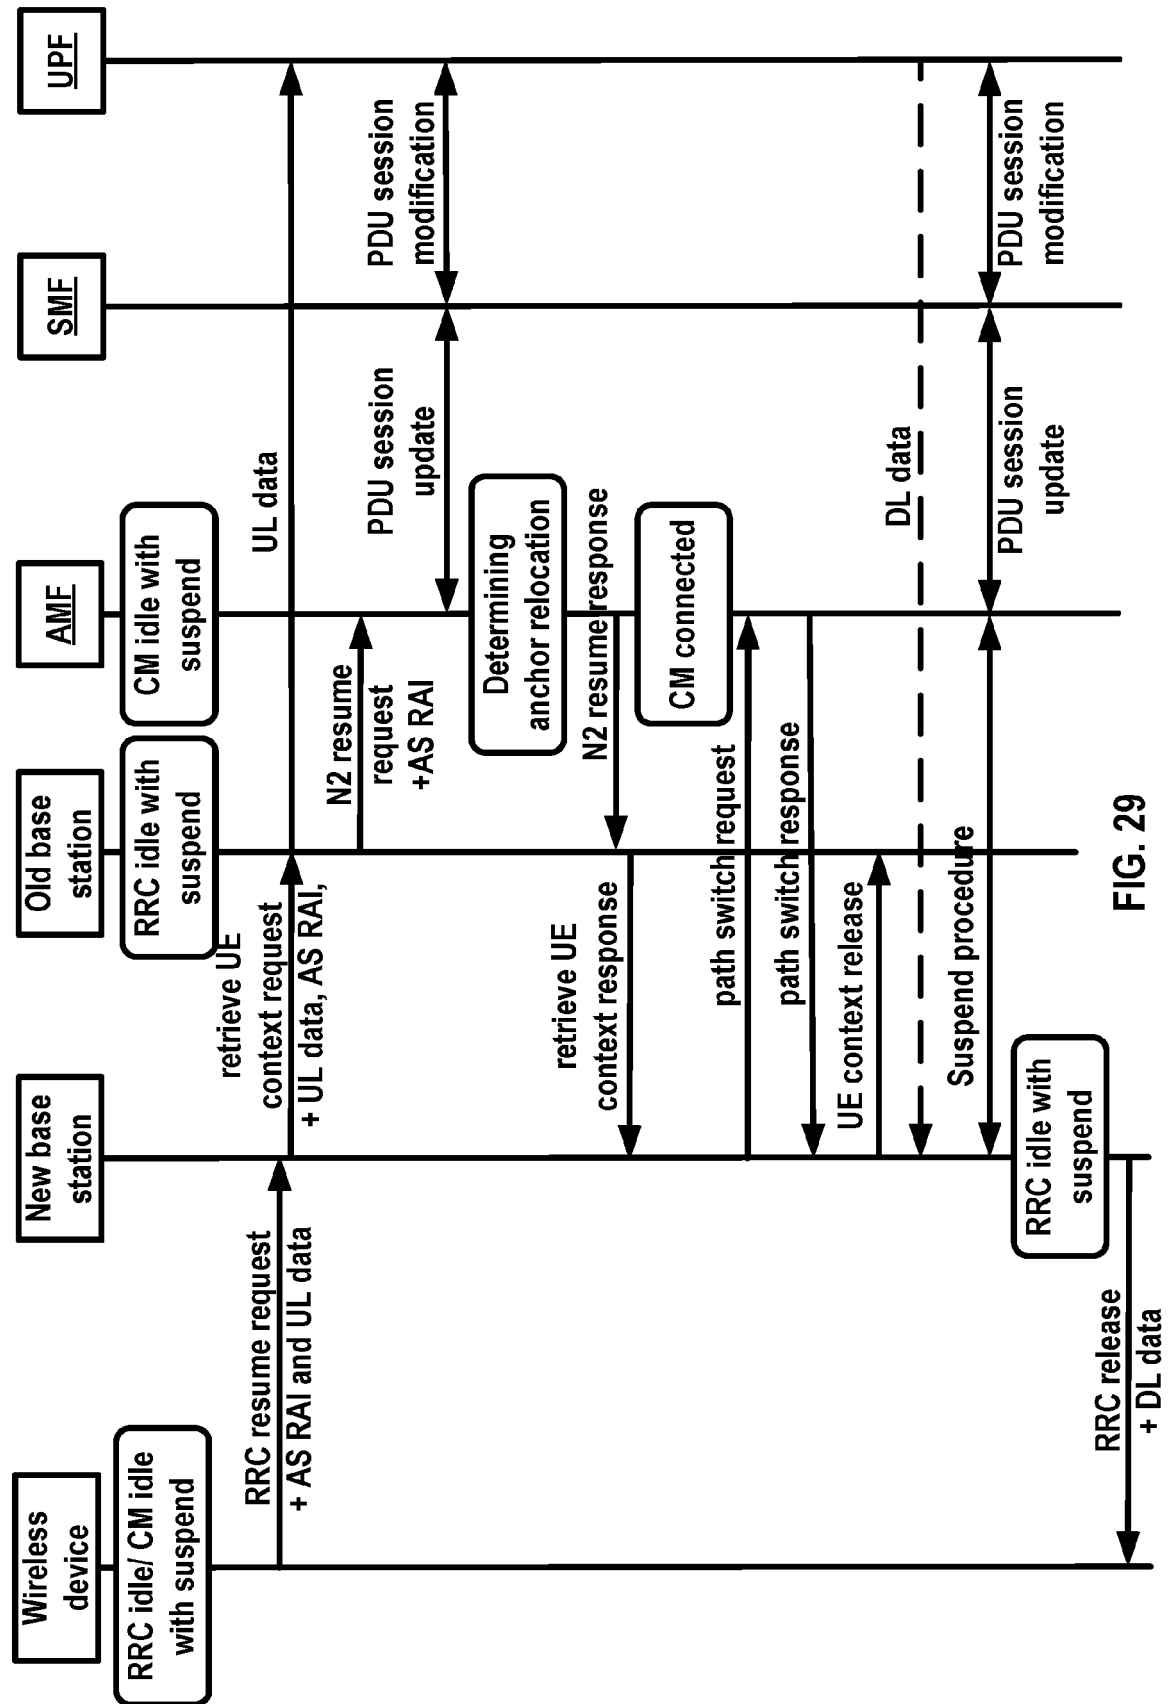 Wireless
device
New base
station
Old base
station
AMF
SMF
UPF
RRC idle/ CM idle
with suspend
RRC idle with
suspend
CM idle with
suspend
RRC resume request
+ AS RAI and UL data
retrieve UE
context request
+ UL data, AS RAI,
UL data
N2 resume
request
+AS RAI
PDU session
update
PDU session
modification
Determining
anchor relocation
N2 resume response
retrieve UE
context response
CM connected
path switch request
path switch response
UE context release
DL data
Suspend procedure
PDU session
update
PDU session
modification
RRC idle with
suspend
RRC release
+ DL data
FIG. 29